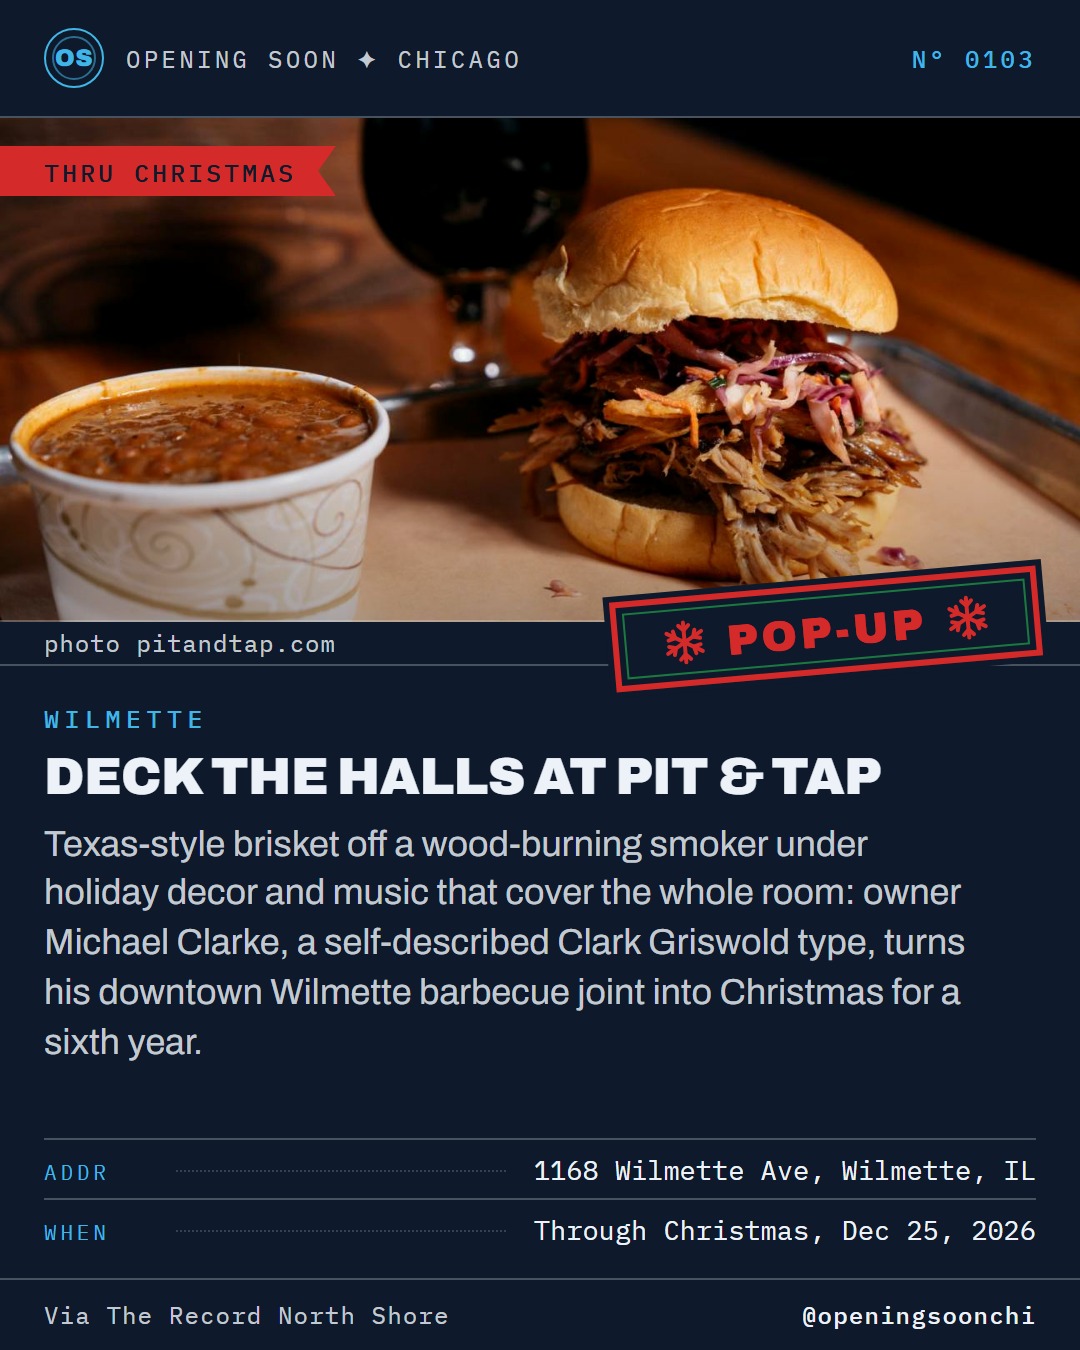 OS OPENING SOON ✦ CHICAGO
N° 0103
THRU CHRISTMAS
photo pitandtap.com
POP-UP
WILMETTE
DECK THE HALLS AT PIT & TAP
Texas-style brisket off a wood-burning smoker under
holiday decor and music that cover the whole room: owner
Michael Clarke, a self-described Clark Griswold type, turns
his downtown Wilmette barbecue joint into Christmas for a
sixth year.
ADDR 1168 Wilmette Ave, Wilmette, IL
WHEN Through Christmas, Dec 25, 2026
Via The Record North Shore
@openingsoonchi